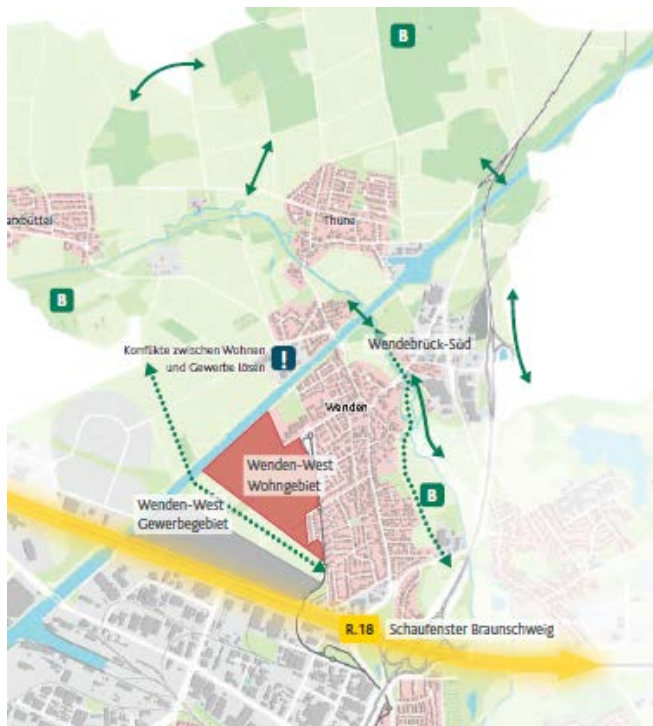 B
arxbüttel
Thune
B
Konflikte zwischen Wohnen
und Gewerbe lösen
!
Wendebrück-Süd
Wenden
Wenden-West
Wohngebiet
Wenden-West
Gewerbegebiet
B
R.18 Schaufenster Braunschweig